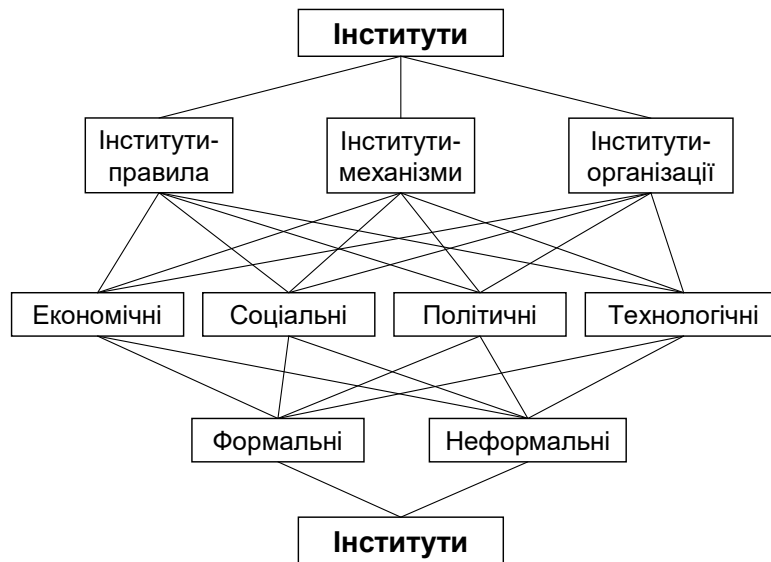 Інститути
Інститути-
правила
Інститути-
механізми
Інститути-
організації
Економічні
Соціальні
Політичні
Технологічні
Формальні
Неформальні
Інститути